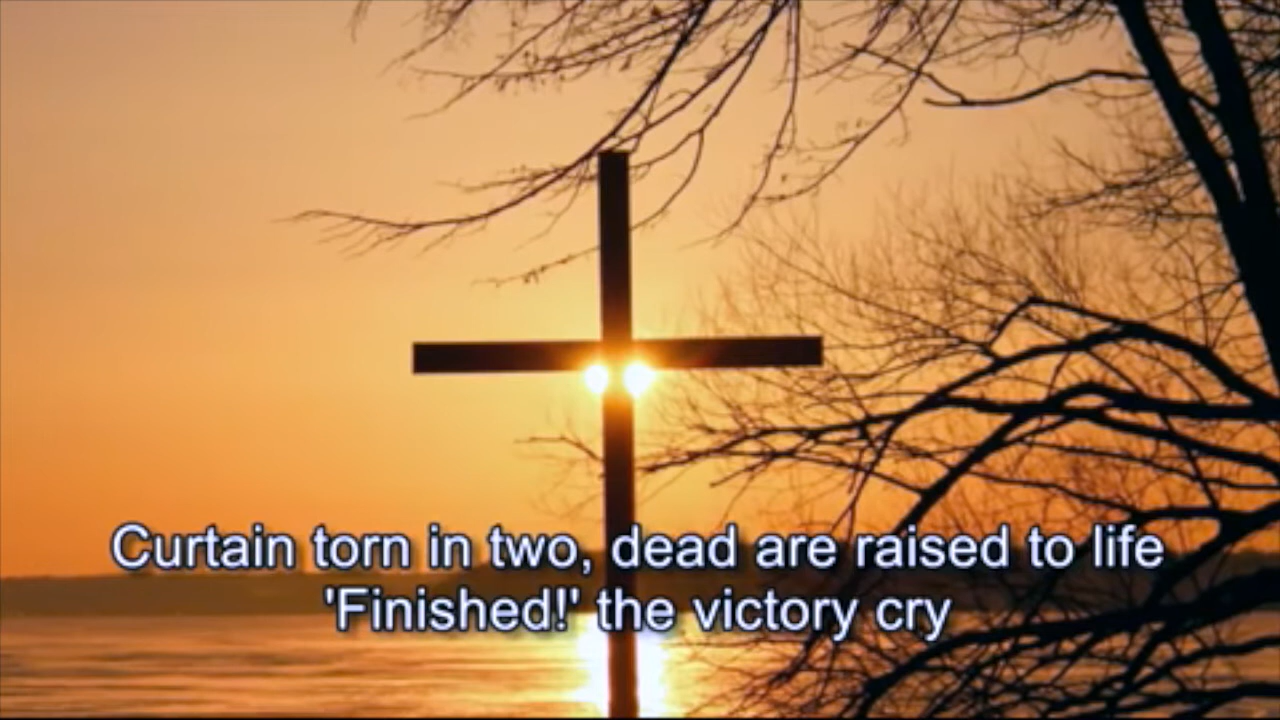 Curtain torn in two, dead are raised to life
'Finished!' the victory cry